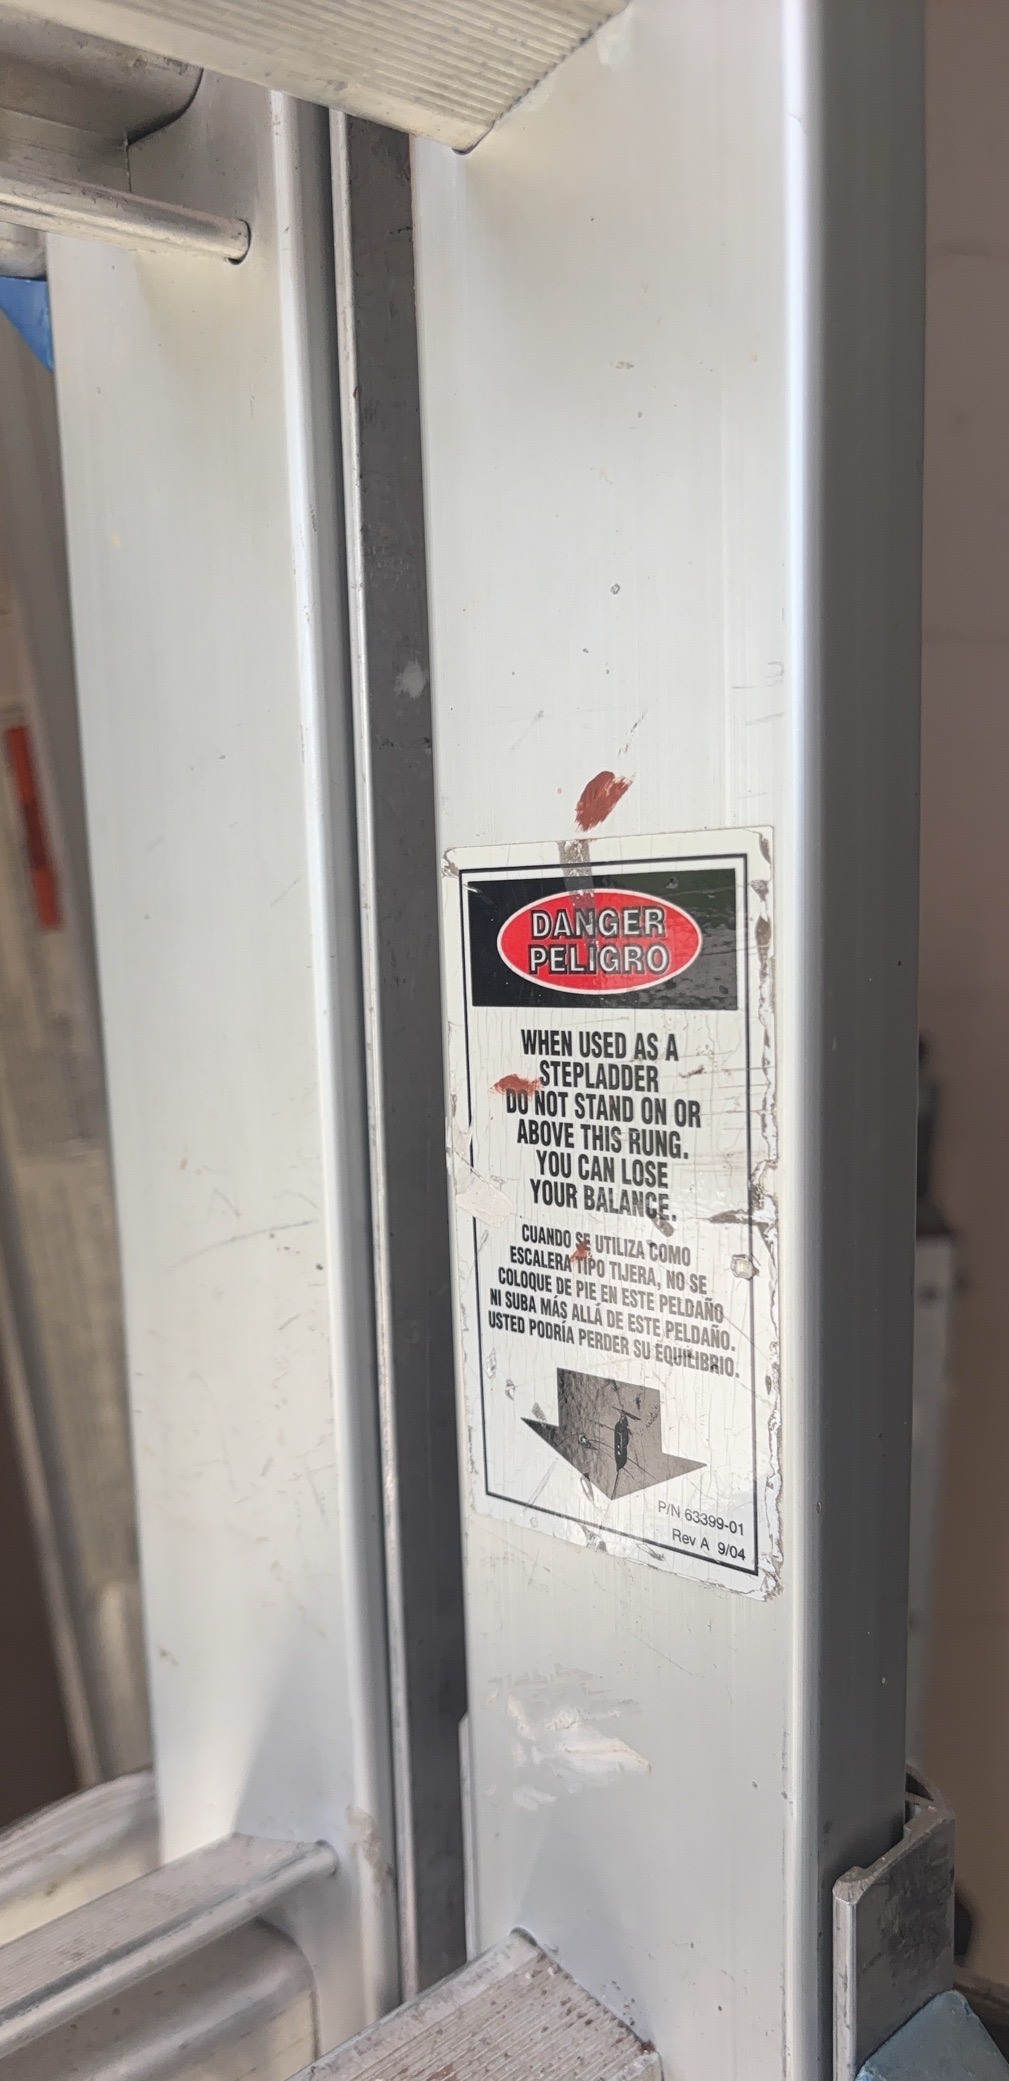 DANGER
PELIGRO
WHEN USED AS A
STEPLADDER
DO NOT STAND ON OR
ABOVE THIS RUNG.
YOU CAN LOSE
YOUR BALANCE.
CUANDO SE UTILIZA COMO
ESCALERA TIPO TIJERA, NO SE
COLOQUE DE PIE EN ESTE PELDAÑO
NI SUBA MÁS ALLÁ DE ESTE PELDAÑO.
USTED PODRÍA PERDER SU EQUILIBRIO.
P/N 63399-01
Rev A 9/04